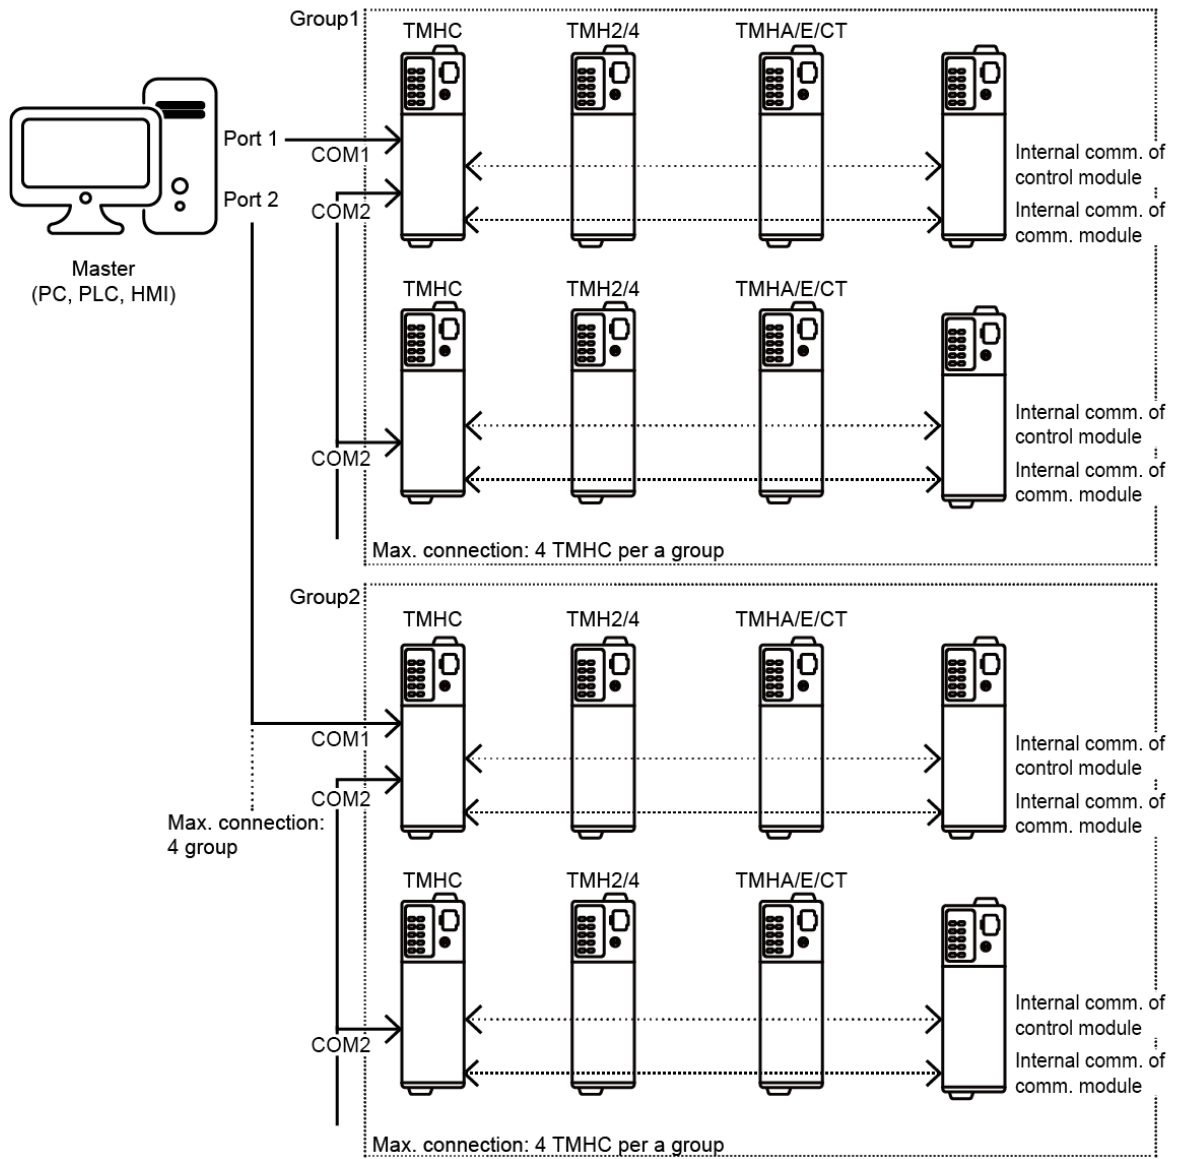 Group1
TMHC
TMH2/4
TMHA/E/CT
Port 1
COM1
Internal comm. of
control module
Port 2
COM2
Internal comm. of
comm. module
Master
(PC, PLC, HMI)
TMHC
TMH2/4
TMHA/E/CT
Internal comm. of
control module
COM2
Internal comm. of
comm. module
Max. connection: 4 TMHC per a group
Group2
TMHC
TMH2/4
TMHA/E/CT
COM1
Internal comm. of
control module
COM2
Internal comm. of
comm. module
Max. connection:
4 group
TMHC
TMH2/4
TMHA/E/CT
Internal comm. of
control module
COM2
Internal comm. of
comm. module
Max. connection: 4 TMHC per a group